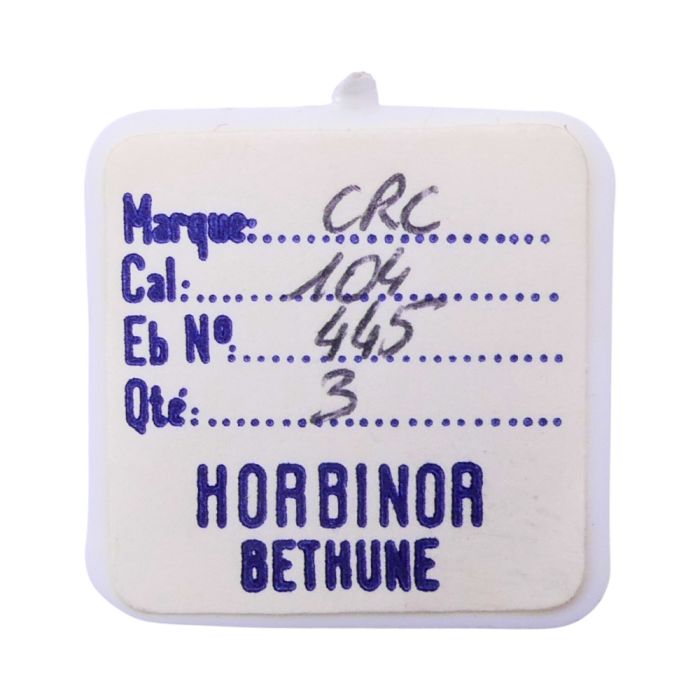 Marque: CRC
Cal: 104
Eb Nº: 445
Qté: 3
HORBINOR
BETHUNE